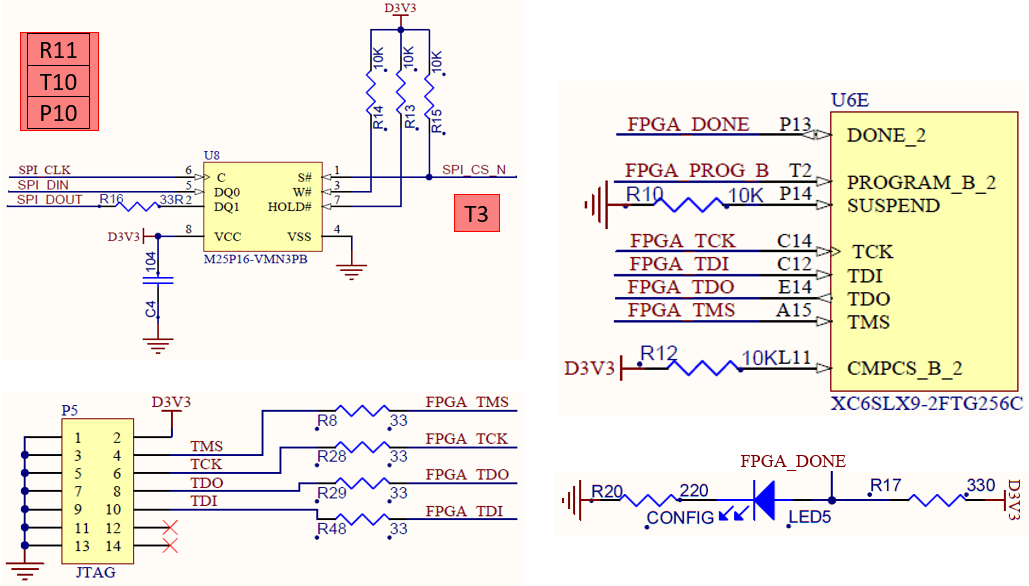 D3V3
R11
T10
P10
10K
10K
10K
R14
R13
R15
U8
SPI_CLK 6 C S# 1 SPI_CS_N
SPI_DIN 5 DQ0 W# 3
SPI_DOUT R16 33R 2 DQ1 HOLD# 7
T3
D3V3 8 VCC VSS 4
M25P16-VMN3PB
104
C4
U6E
FPGA_DONE P13 DONE_2
FPGA_PROG_B T2 PROGRAM_B_2
R10 10K P14 SUSPEND
FPGA_TCK C14 TCK
FPGA_TDI C12 TDI
FPGA_TDO E14 TDO
FPGA_TMS A15 TMS
D3V3 R12 10K L11 CMPCS_B_2
XC6SLX9-2FTG256C
P5
D3V3
1 2
3 4 TMS R8 33 FPGA_TMS
5 6 TCK R28 33 FPGA_TCK
7 8 TDO R29 33 FPGA_TDO
9 10 TDI R48 33 FPGA_TDI
11 12
13 14
JTAG
FPGA_DONE
R20 220 R17 330 D3V3
CONFIG LED5